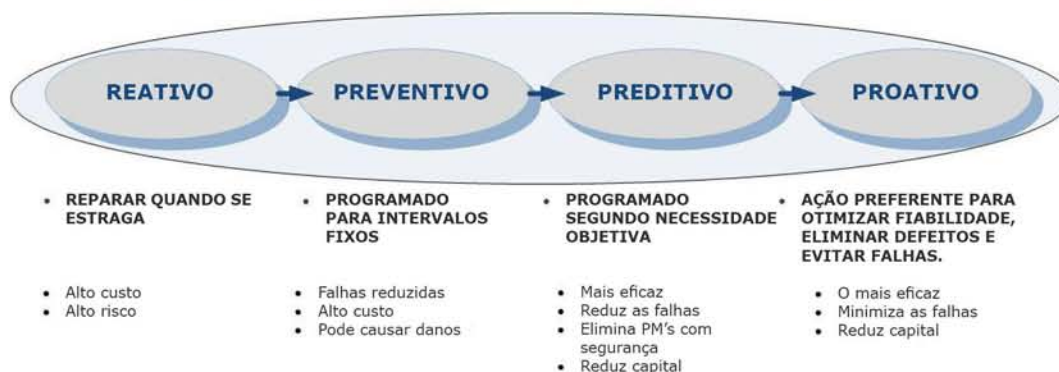 REATIVO
PREVENTIVO
PREDITIVO
PROATIVO
• REPARAR QUANDO SE
ESTRAGA
• Alto custo
• Alto risco
• PROGRAMADO
PARA INTERVALOS
FIXOS
• Falhas reduzidas
• Alto custo
• Pode causar danos
• PROGRAMADO
SEGUNDO NECESSIDADE
OBJETIVA
• Mais eficaz
• Reduz as falhas
• Elimina PM’s com
segurança
• Reduz capital
• AÇÃO PREFERENTE PARA
OTIMIZAR FIABILIDADE,
ELIMINAR DEFEITOS E
EVITAR FALHAS.
• O mais eficaz
• Minimiza as falhas
• Reduz capital